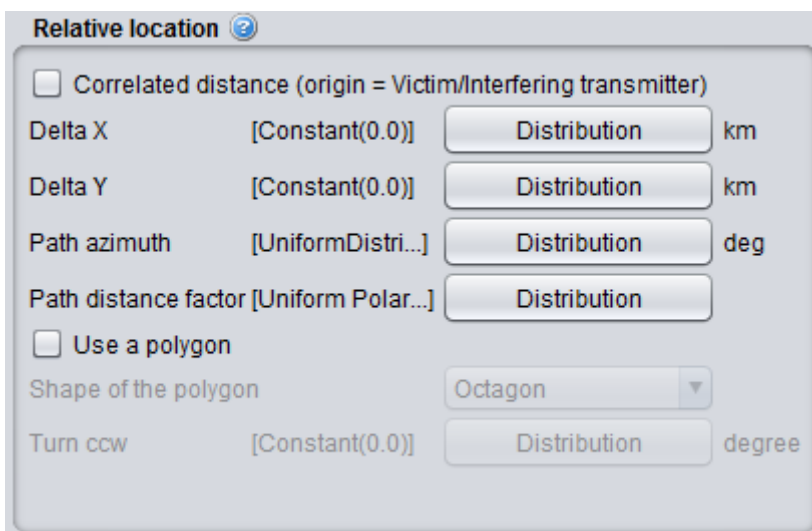 Relative location ?
Correlated distance (origin = Victim/Interfering transmitter)
Delta X [Constant(0.0)] Distribution km
Delta Y [Constant(0.0)] Distribution km
Path azimuth [UniformDistri...] Distribution deg
Path distance factor [Uniform Polar...] Distribution
Use a polygon
Shape of the polygon Octagon
Turn ccw [Constant(0.0)] Distribution degree